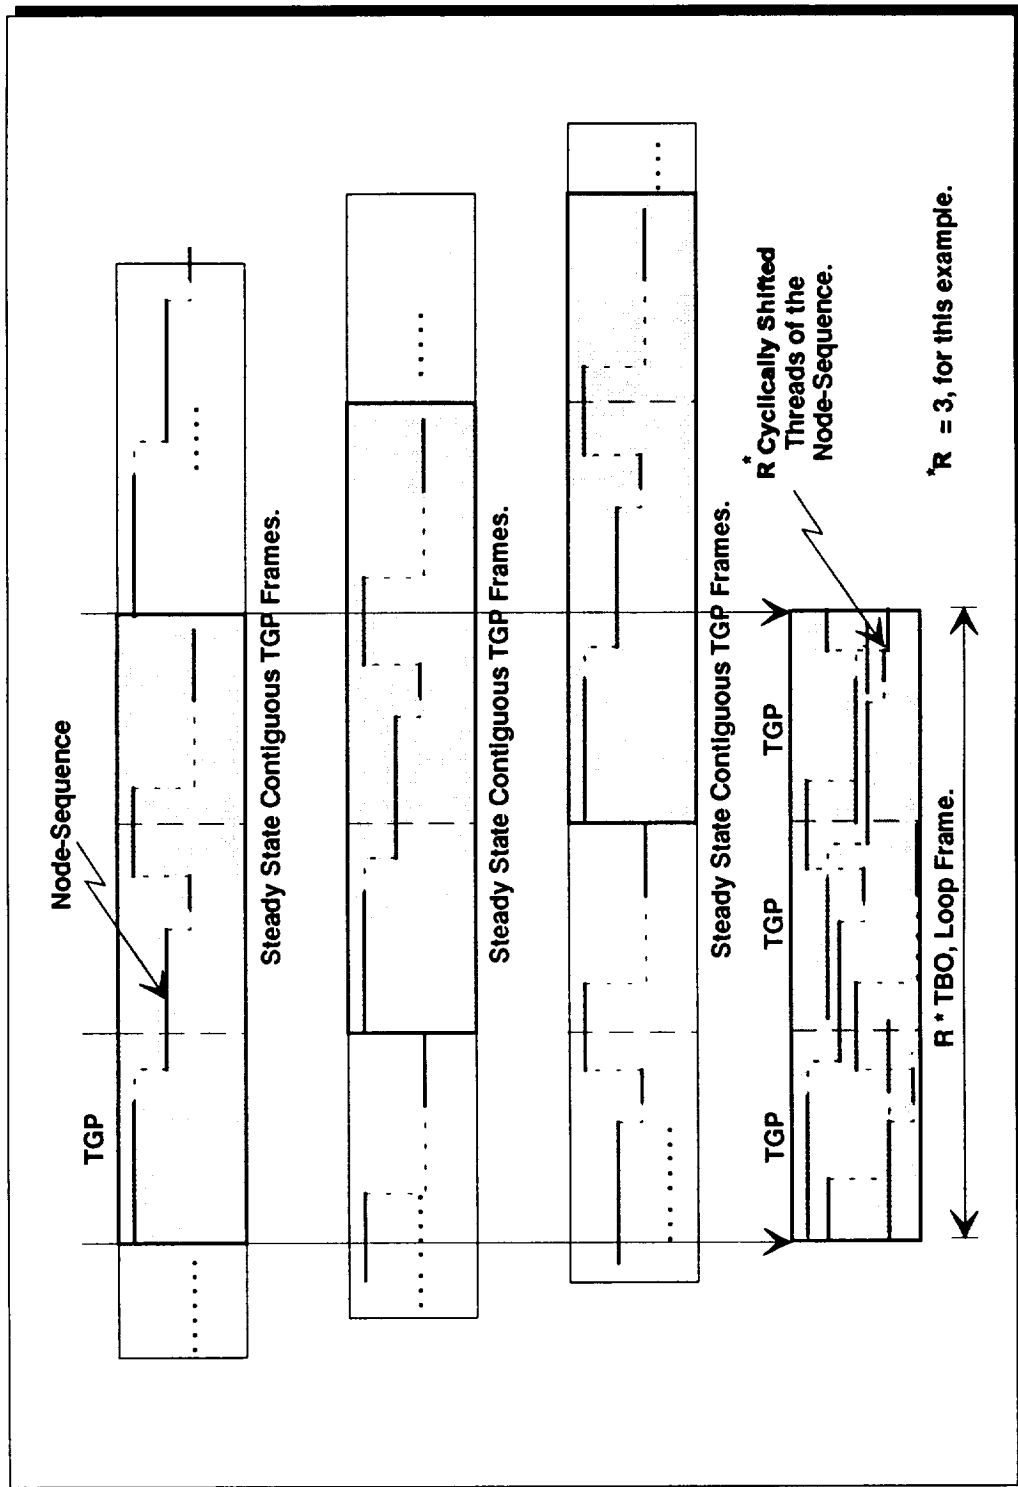 Node-Sequence
TGP
Steady State Contiguous TGP Frames.
Steady State Contiguous TGP Frames.
Steady State Contiguous TGP Frames.
*R Cyclically Shifted
Threads of the
Node-Sequence.
TGP
TGP
TGP
R * TBO, Loop Frame.
*R = 3, for this example.